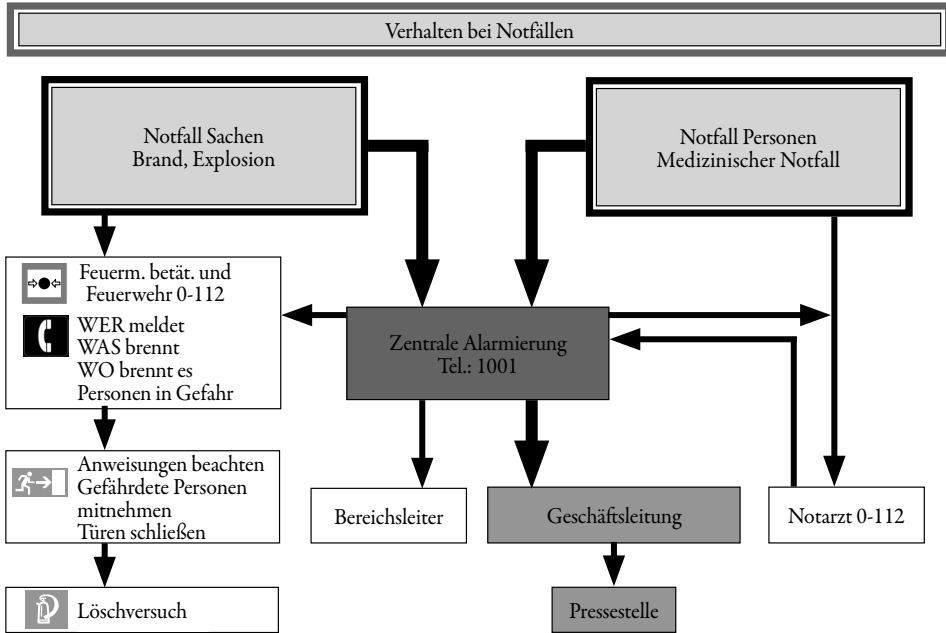 Verhalten bei Notfällen
Notfall Sachen
Brand, Explosion
Notfall Personen
Medizinischer Notfall
Feuerm. betät. und
Feuerwehr 0-112
WER meldet
WAS brennt
WO brennt es
Personen in Gefahr
Zentrale Alarmierung
Tel.: 1001
Anweisungen beachten
Gefährdete Personen
mitnehmen
Türen schließen
Bereichsleiter
Geschäftsleitung
Notarzt 0-112
Löschversuch
Pressestelle